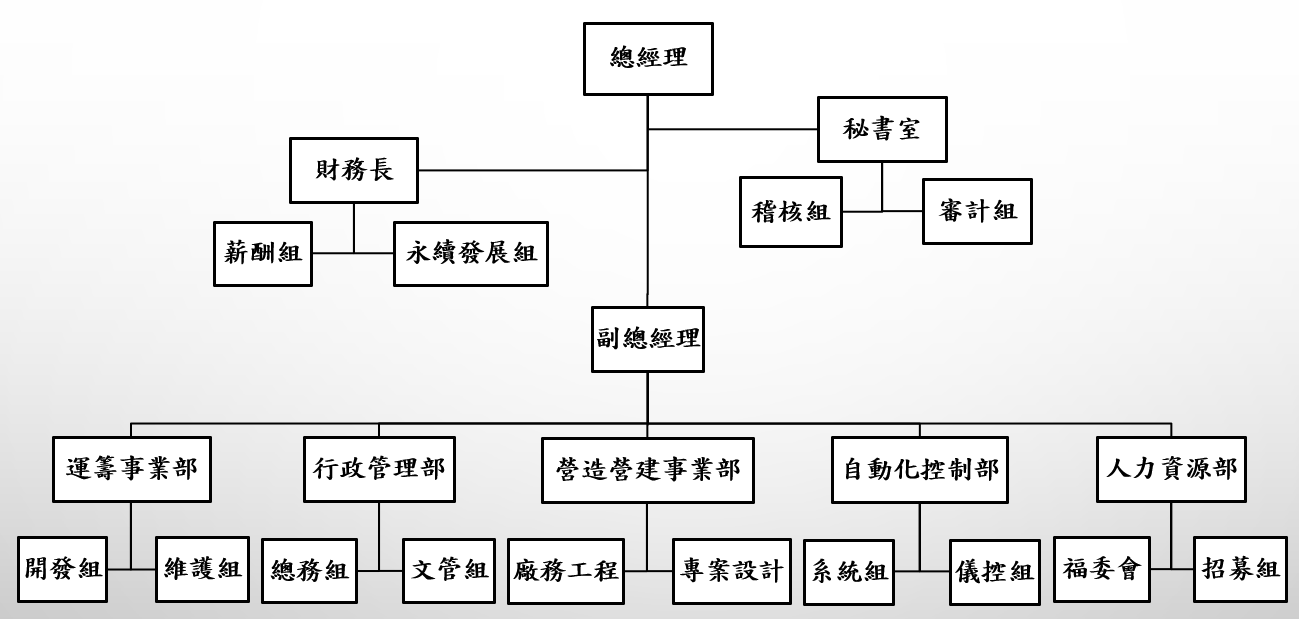 總經理
秘書室
財務長
稽核組
審計組
薪酬組
永續發展組
副總經理
運籌事業部
行政管理部
營造營建事業部
自動化控制部
人力資源部
開發組
維護組
總務組
文管組
廠務工程
專案設計
系統組
儀控組
福委會
招募組